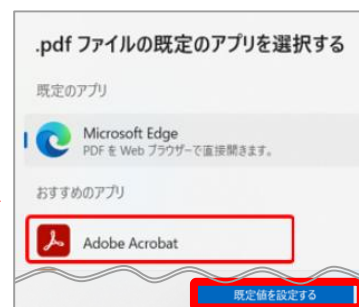 .pdf ファイルの既定のアプリを選択する
既定のアプリ
Microsoft Edge
PDF を Web ブラウザーで直接開きます。
おすすめのアプリ
Adobe Acrobat
既定値を設定する